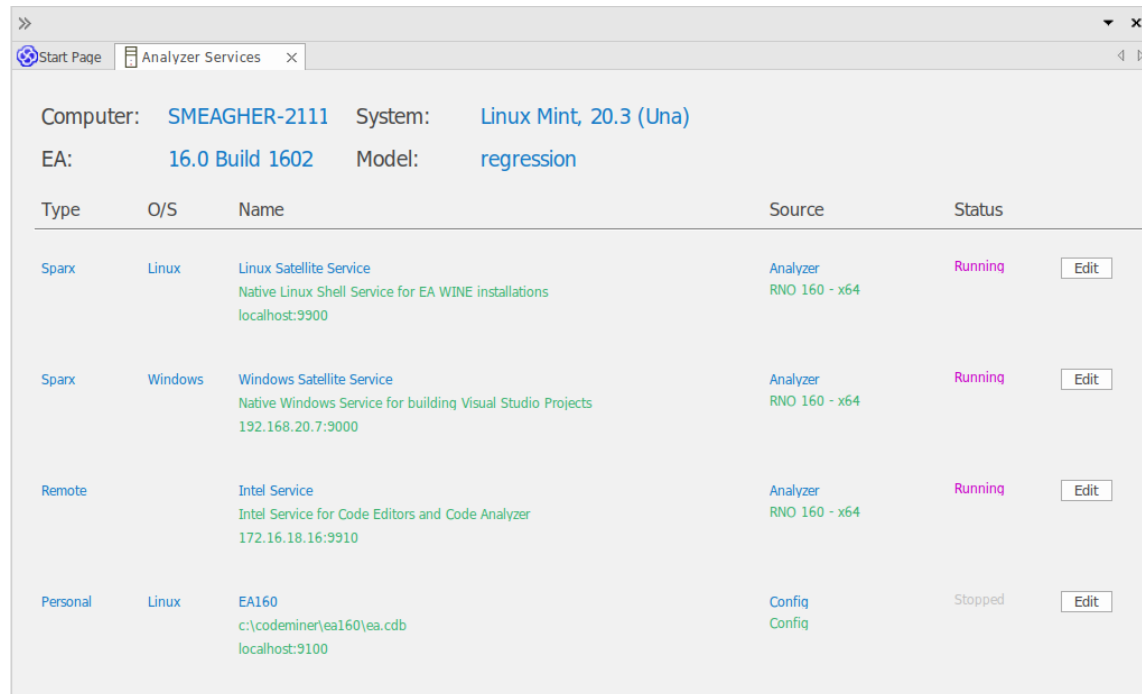 Start Page Analyzer Services
Computer: SMEAGHER-2111 System: Linux Mint, 20.3 (Una)
EA: 16.0 Build 1602 Model: regression
Type O/S Name Source Status
Sparx Linux Linux Satellite Service Analyzer Running Edit
Native Linux Shell Service for EA WINE installations RNO 160 - x64
localhost:9900
Sparx Windows Windows Satellite Service Analyzer Running Edit
Native Windows Service for building Visual Studio Projects RNO 160 - x64
192.168.20.7:9000
Remote Intel Service Analyzer Running Edit
Intel Service for Code Editors and Code Analyzer RNO 160 - x64
172.16.18.16:9910
Personal Linux EA160 Config Stopped Edit
c:\codeminer\ea160\ea.cdb Config
localhost:9100